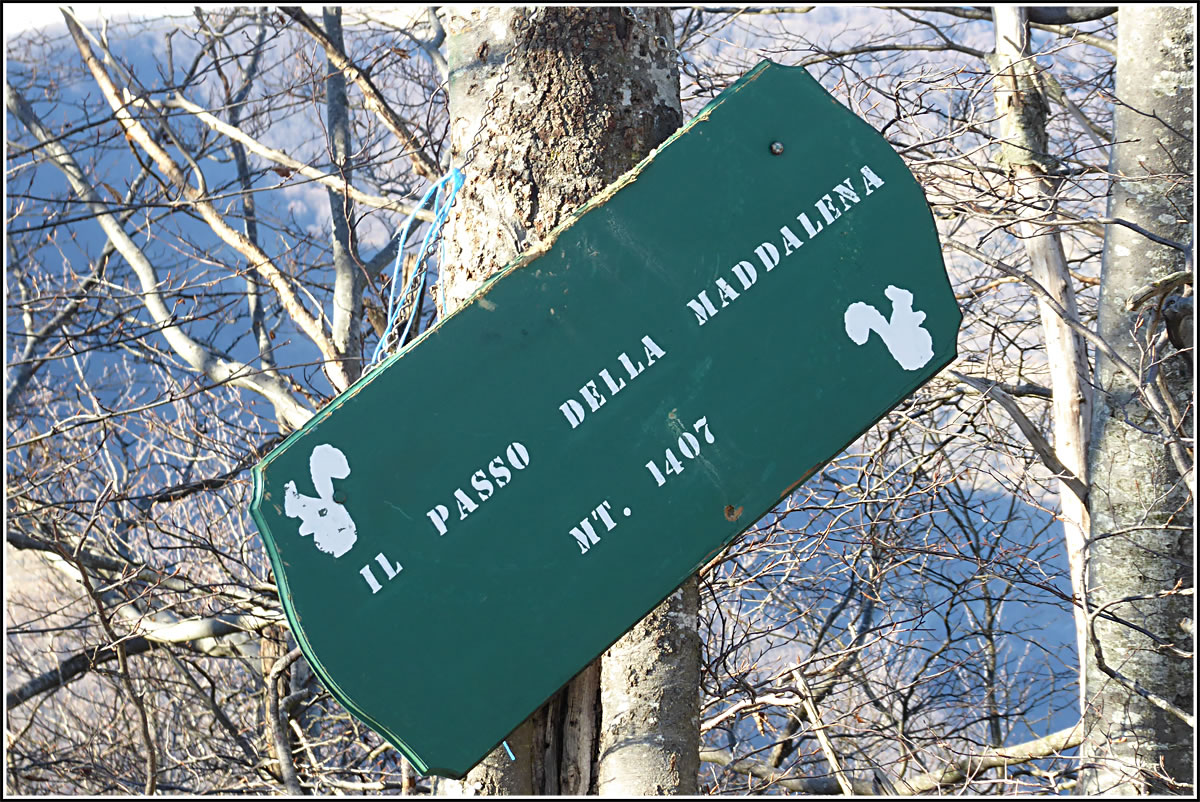 IL PASSO DELLA MADDALENA
MT. 1407